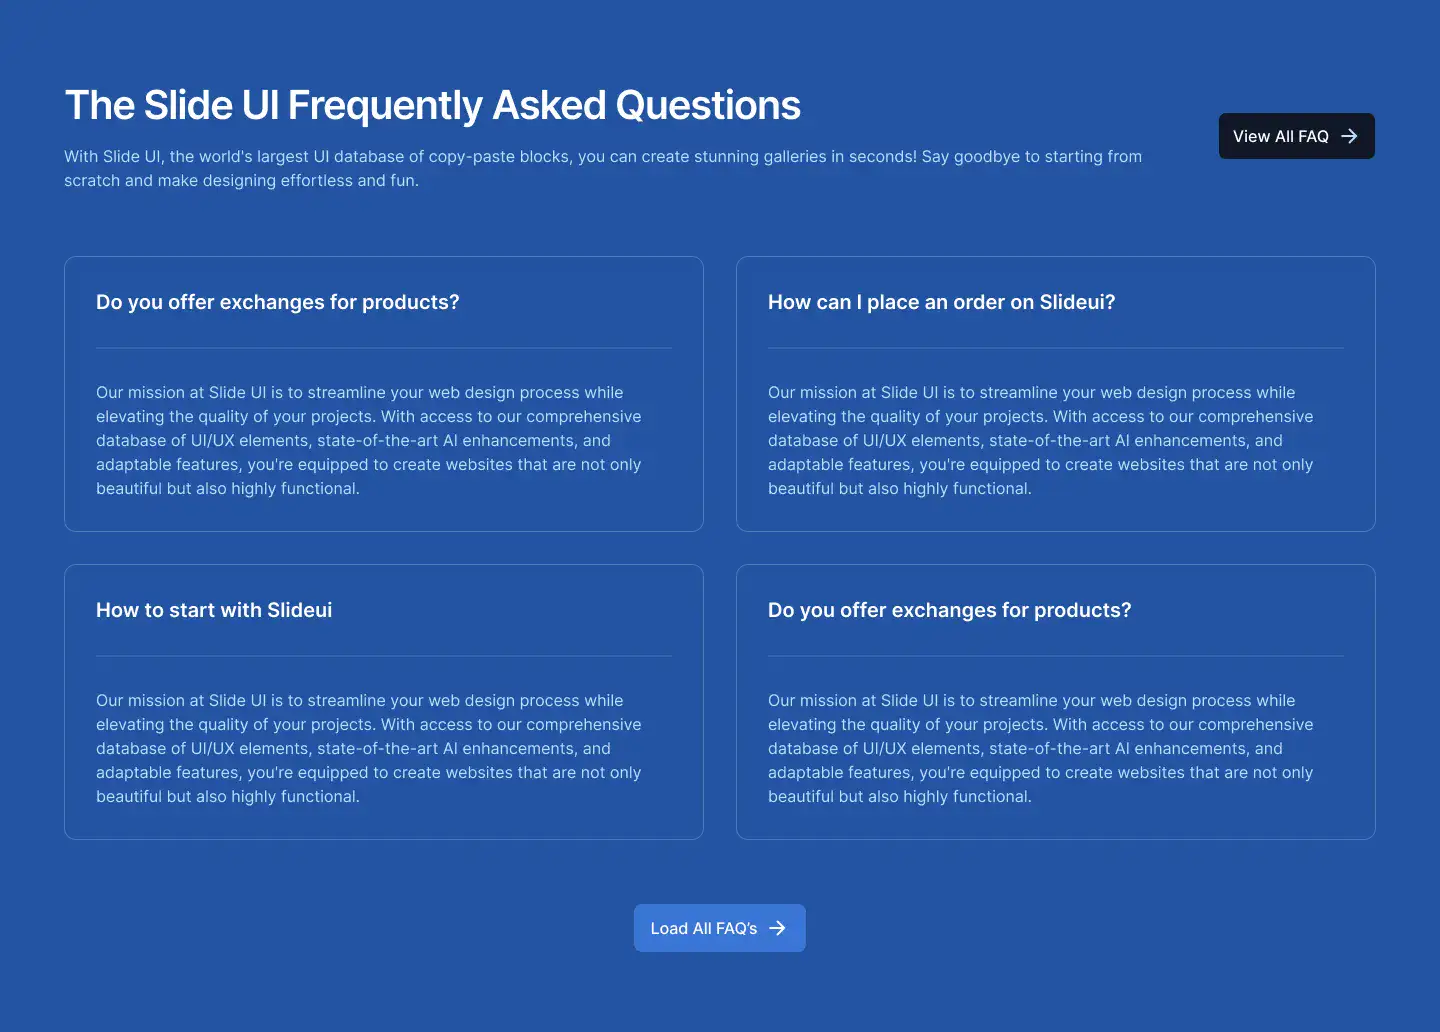 The Slide UI Frequently Asked Questions
With Slide UI, the world's largest UI database of copy-paste blocks, you can create stunning galleries in seconds! Say goodbye to starting from
scratch and make designing effortless and fun.
View All FAQ
Do you offer exchanges for products?
Our mission at Slide UI is to streamline your web design process while
elevating the quality of your projects. With access to our comprehensive
database of UI/UX elements, state-of-the-art AI enhancements, and
adaptable features, you're equipped to create websites that are not only
beautiful but also highly functional.
How can I place an order on Slideui?
Our mission at Slide UI is to streamline your web design process while
elevating the quality of your projects. With access to our comprehensive
database of UI/UX elements, state-of-the-art AI enhancements, and
adaptable features, you're equipped to create websites that are not only
beautiful but also highly functional.
How to start with Slideui
Our mission at Slide UI is to streamline your web design process while
elevating the quality of your projects. With access to our comprehensive
database of UI/UX elements, state-of-the-art AI enhancements, and
adaptable features, you're equipped to create websites that are not only
beautiful but also highly functional.
Do you offer exchanges for products?
Our mission at Slide UI is to streamline your web design process while
elevating the quality of your projects. With access to our comprehensive
database of UI/UX elements, state-of-the-art AI enhancements, and
adaptable features, you're equipped to create websites that are not only
beautiful but also highly functional.
Load All FAQ’s